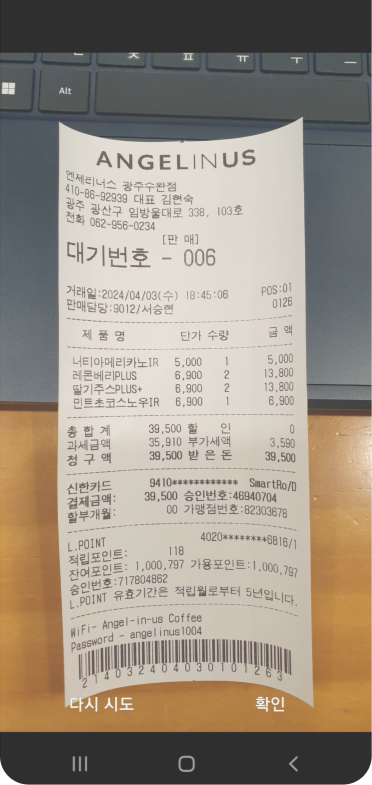 Alt
ANGELINUS
엔제리너스 광주수완점
410-86-92939 대표 김현숙
광주 광산구 임방울대로 338, 103호
전화 062-956-0234
[판 매]
대기번호 - 006
거래일:2024/04/03(수) 18:45:06 POS:01
판매담당:9012/서승현 0126
제 품 명 단가 수량 금 액
너티아메리카노IR 5,000 1 5,000
레몬베리PLUS 6,900 2 13,800
딸기주스PLUS+ 6,900 2 13,800
민트초코스노우IR 6,900 1 6,900
총 합 계 39,500 할 인 0
과세금액 35,910 부가세액 3,590
청 구 액 39,500 받 은 돈 39,500
신한카드 9410************ SmartRo/D
결제금액: 39,500 승인번호:46940704
할부개월: 00 가맹점번호:82303676
L.POINT 4020********6816/1
적립포인트: 118
잔여포인트: 1,000,797 가용포인트:1,000,797
승인번호:717804862
L.POINT 유효기간은 적립월로부터 5년입니다.
WiFi- Angel-in-us Coffee
Password - angelinus1004
21403240403010 1263
다시 시도 확인